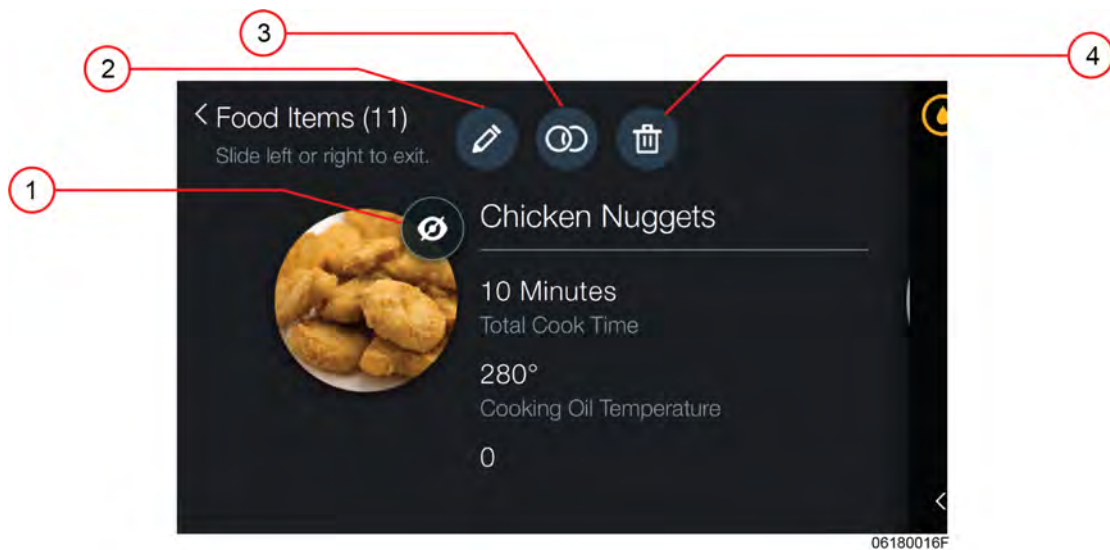 3
2
4
< Food Items (11)
Slide left or right to exit.
1
Chicken Nuggets
10 Minutes
Total Cook Time
280°
Cooking Oil Temperature
0
<
06180016F